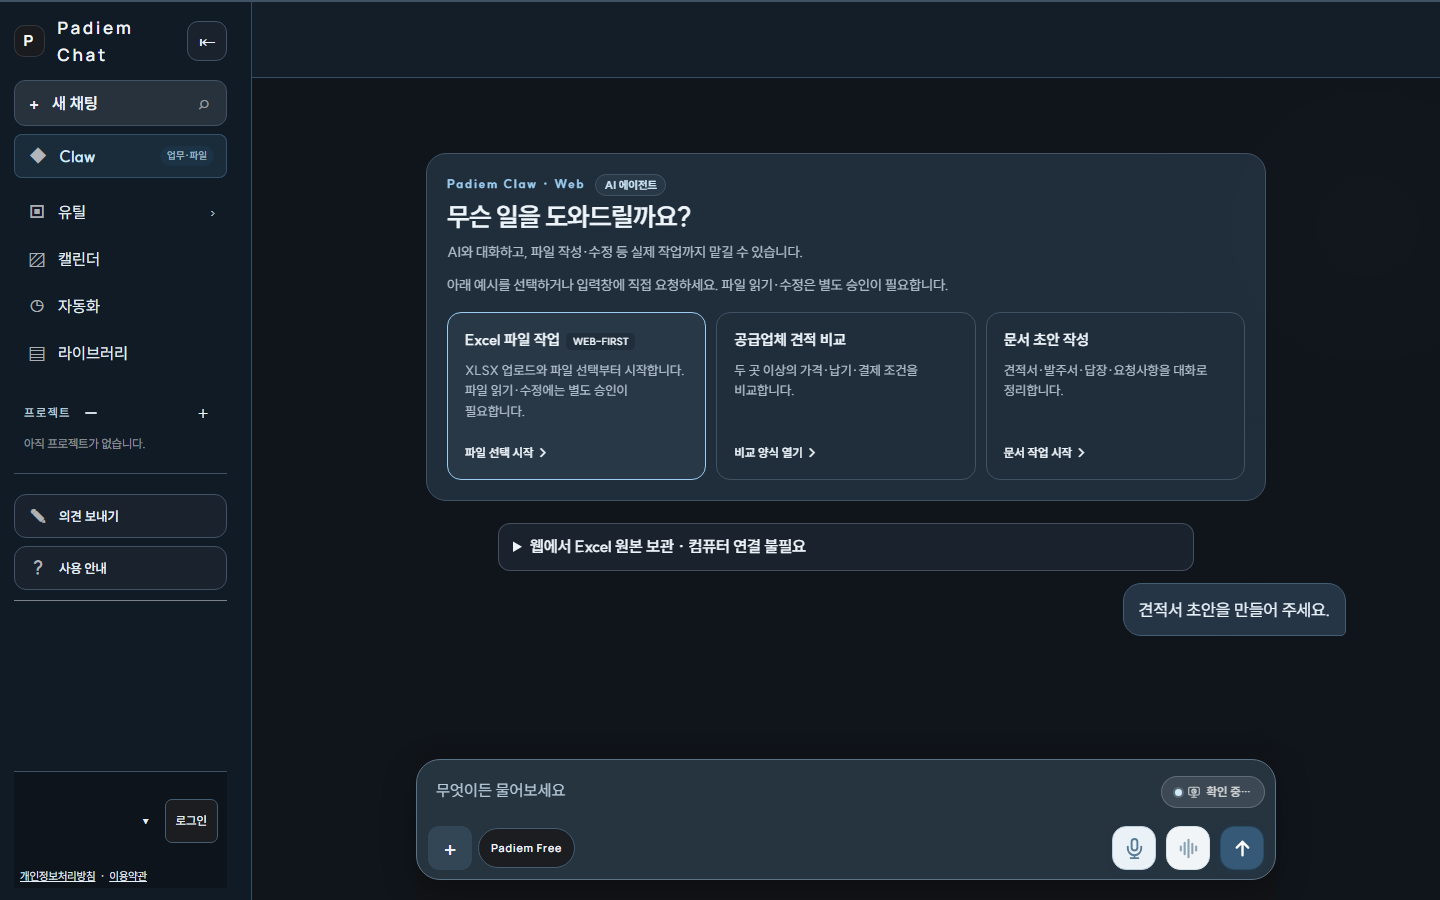 P
Padiem
Chat
+ 새 채팅
Claw 업무·파일
유틸
캘린더
자동화
라이브러리
프로젝트
아직 프로젝트가 없습니다.
의견 보내기
? 사용 안내
로그인
개인정보처리방침 · 이용약관
Padiem Claw · Web AI 에이전트
무슨 일을 도와드릴까요?
AI와 대화하고, 파일 작성·수정 등 실제 작업까지 맡길 수 있습니다.
아래 예시를 선택하거나 입력창에 직접 요청하세요. 파일 읽기·수정은 별도 승인이 필요합니다.
Excel 파일 작업 WEB-FIRST
XLSX 업로드와 파일 선택부터 시작합니다.
파일 읽기·수정에는 별도 승인이
필요합니다.
파일 선택 시작
공급업체 견적 비교
두 곳 이상의 가격·납기·결제 조건을
비교합니다.
비교 양식 열기
문서 초안 작성
견적서·발주서·답장·요청사항을 대화로
정리합니다.
문서 작업 시작
웹에서 Excel 원본 보관 · 컴퓨터 연결 불필요
견적서 초안을 만들어 주세요.
무엇이든 물어보세요
확인 중…
+ Padiem Free